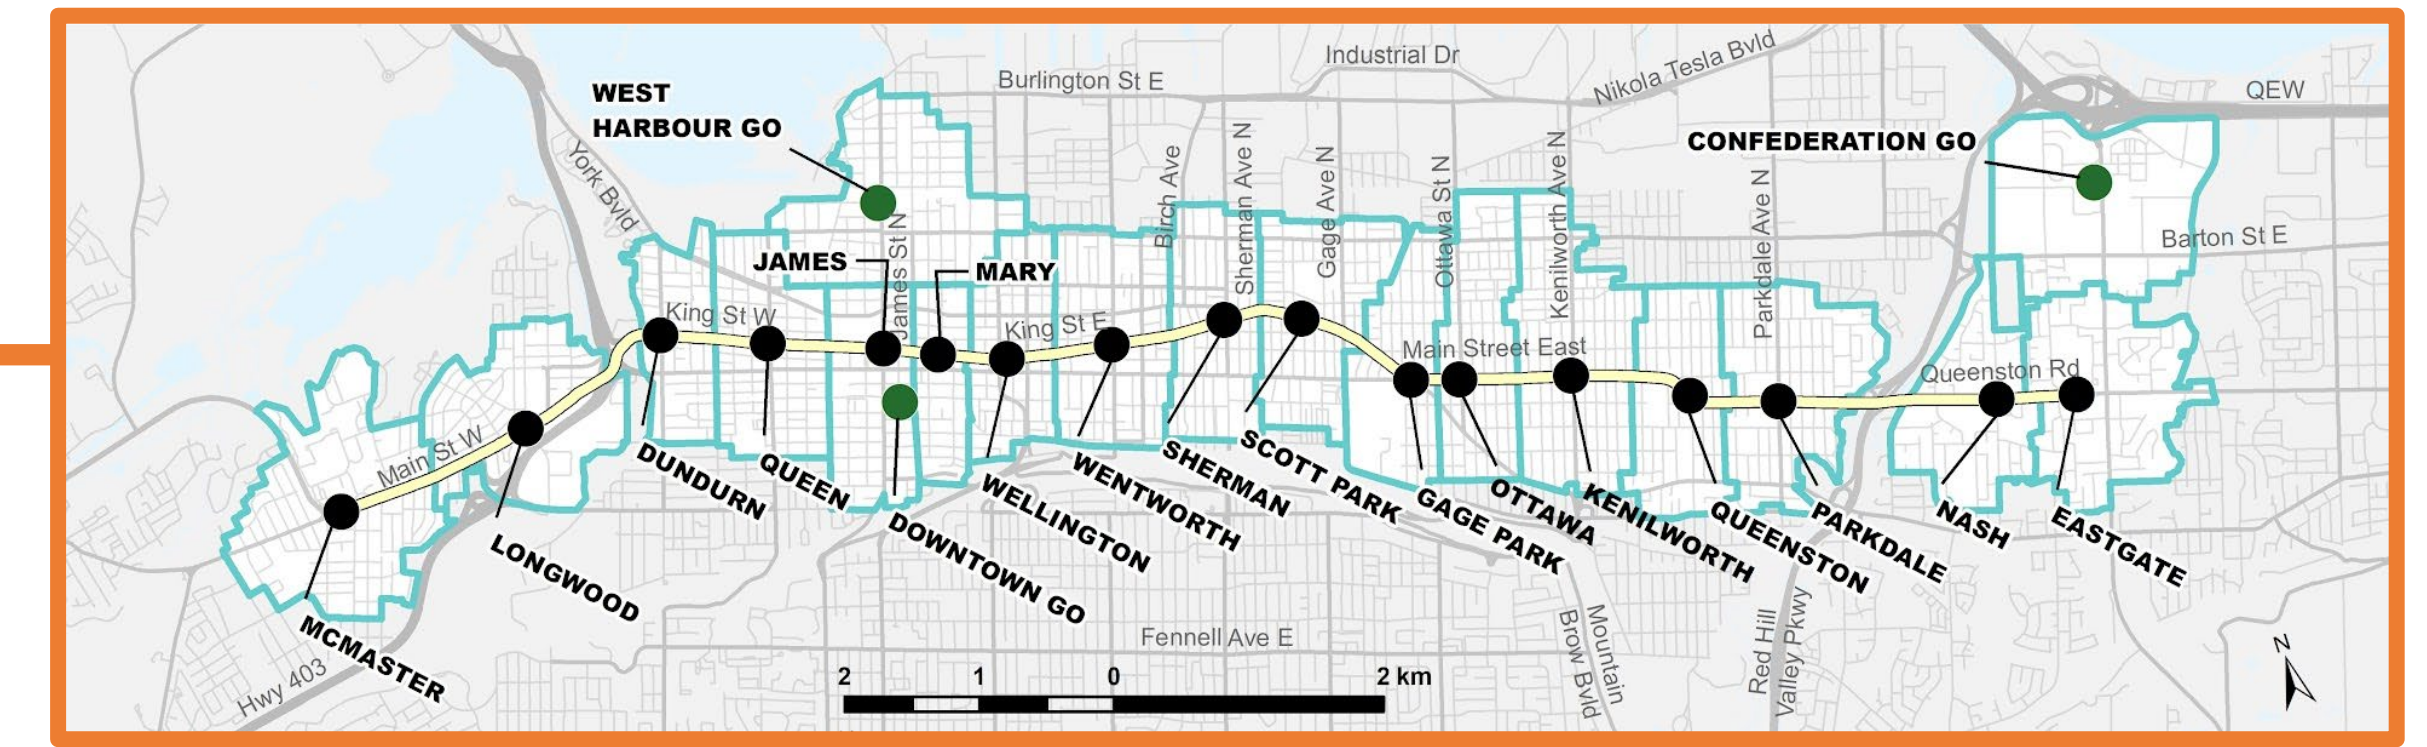 Industrial Dr
Nikola Tesla Bvld
Burlington St E
QEW
WEST
HARBOUR GO
CONFEDERATION GO
York Bvld
Birch Ave
Sherman Ave N
Gage Ave N
Ottawa St N
Kenilworth Ave N
Parkdale Ave N
Barton St E
James St N
JAMES
MARY
King St W
King St E
Main Street East
Queenston Rd
Main St W
DUNDURN
QUEEN
DOWNTOWN GO
WELLINGTON
WENTWORTH
SHERMAN
SCOTT PARK
GAGE PARK
OTTAWA
KENILWORTH
QUEENSTON
PARKDALE
NASH
EASTGATE
LONGWOOD
MCMASTER
Hwy 403
Fennell Ave E
Mountain
Brow Bvld
Red Hill
Valley Pkwy
2 1 0 2 km
N